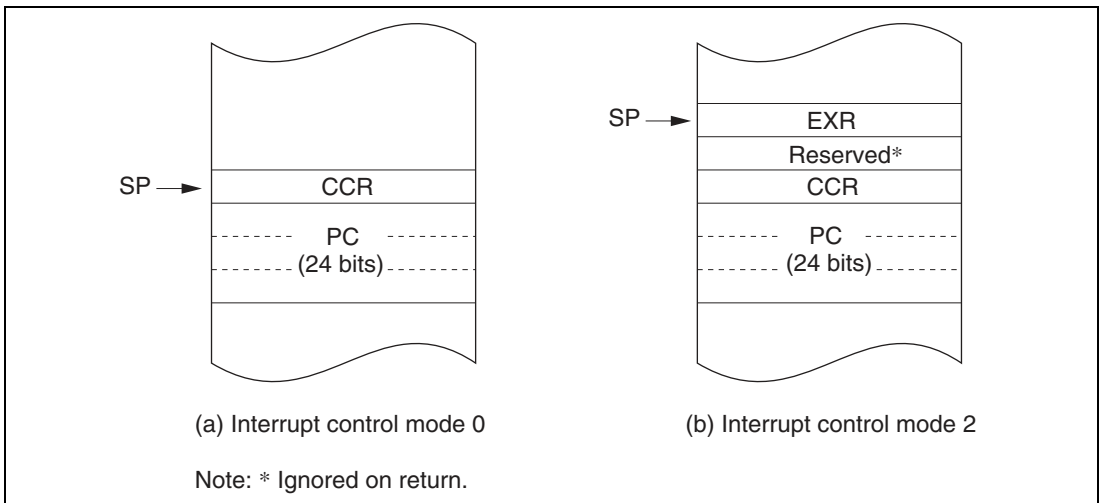 SP
CCR
PC
(24 bits)
(a) Interrupt control mode 0
SP
EXR
Reserved*
CCR
PC
(24 bits)
(b) Interrupt control mode 2
Note: * Ignored on return.